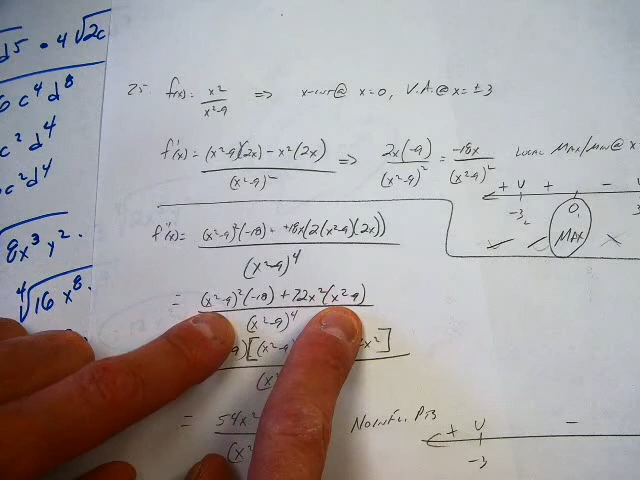 d⁵ • 4√2c
6c⁴d⁸
c²d⁴
c²d⁴
8x³y².
⁴√16x⁸.
25. f(x) = x²/(x²-9) => x-int@ x=0, V.A.@ x=±3
f'(x) = ((x²-9)(2x) - x²(2x))/(x²-9)² => 2x(-9)/(x²-9)² = -18x/(x²-9)² LOCAL MAX/MIN@ x
+ U + -
-3 0,
MAX
f''(x) = ((x²-9)²(-18) + +18x(2(x²-9)(2x)))/(x²-9)⁴
= ((x²-9)²(-18) + 72x²(x²-9))/(x²-9)⁴
= 54x² NO INFL. PTS
+ U -
-3